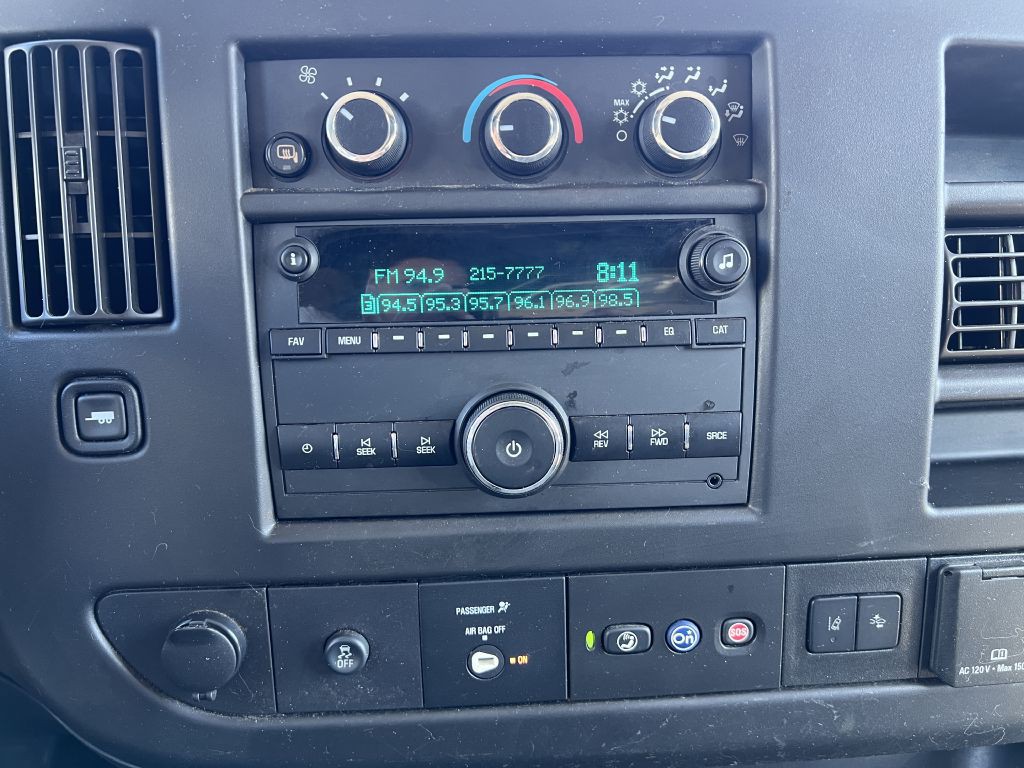 MAX
i
FM 94.9 215-7777 8:11
3 94.5 95.3 95.7 96.1 96.9 98.5
FAV MENU EQ CAT
SEEK SEEK REV FWD SRCE
PASSENGER
AIR BAG OFF
ON
OFF
On
SOS
AC 120V • Max 150